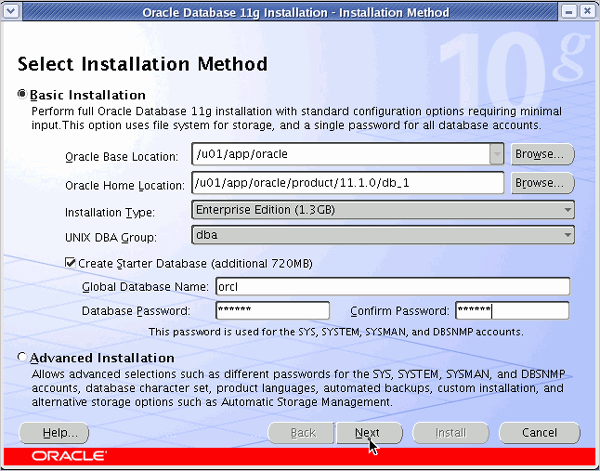 Oracle Database 11g Installation - Installation Method
10g
Select Installation Method
Basic Installation
Perform full Oracle Database 11g installation with standard configuration options requiring minimal
input.This option uses file system for storage, and a single password for all database accounts.
Oracle Base Location: /u01/app/oracle Browse...
Oracle Home Location: /u01/app/oracle/product/11.1.0/db_1 Browse...
Installation Type: Enterprise Edition (1.3GB)
UNIX DBA Group: dba
Create Starter Database (additional 720MB)
Global Database Name: orcl
Database Password: ****** Confirm Password: ******
This password is used for the SYS, SYSTEM, SYSMAN, and DBSNMP accounts.
Advanced Installation
Allows advanced selections such as different passwords for the SYS, SYSTEM, SYSMAN, and DBSNMP
accounts, database character set, product languages, automated backups, custom installation, and
alternative storage options such as Automatic Storage Management.
Help... Back Next Install Cancel
ORACLE